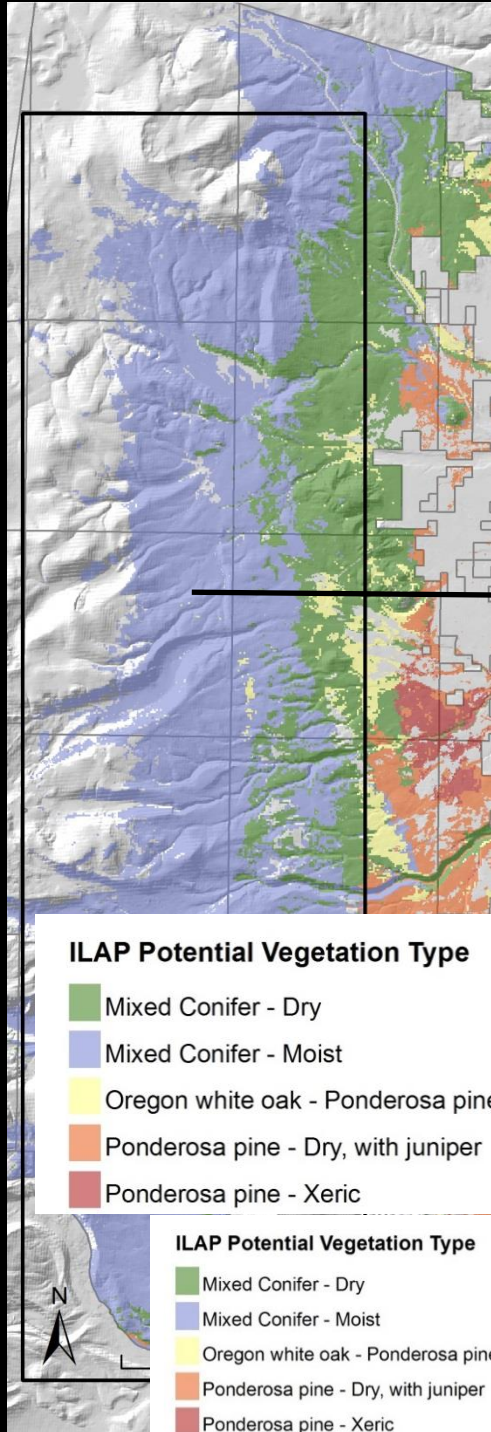 ILAP Potential Vegetation Type
Mixed Conifer - Dry
Mixed Conifer - Moist
Oregon white oak - Ponderosa pine
Ponderosa pine - Dry, with juniper
Ponderosa pine - Xeric
N
ILAP Potential Vegetation Type
Mixed Conifer - Dry
Mixed Conifer - Moist
Oregon white oak - Ponderosa pine
Ponderosa pine - Dry, with juniper
Ponderosa pine - Xeric